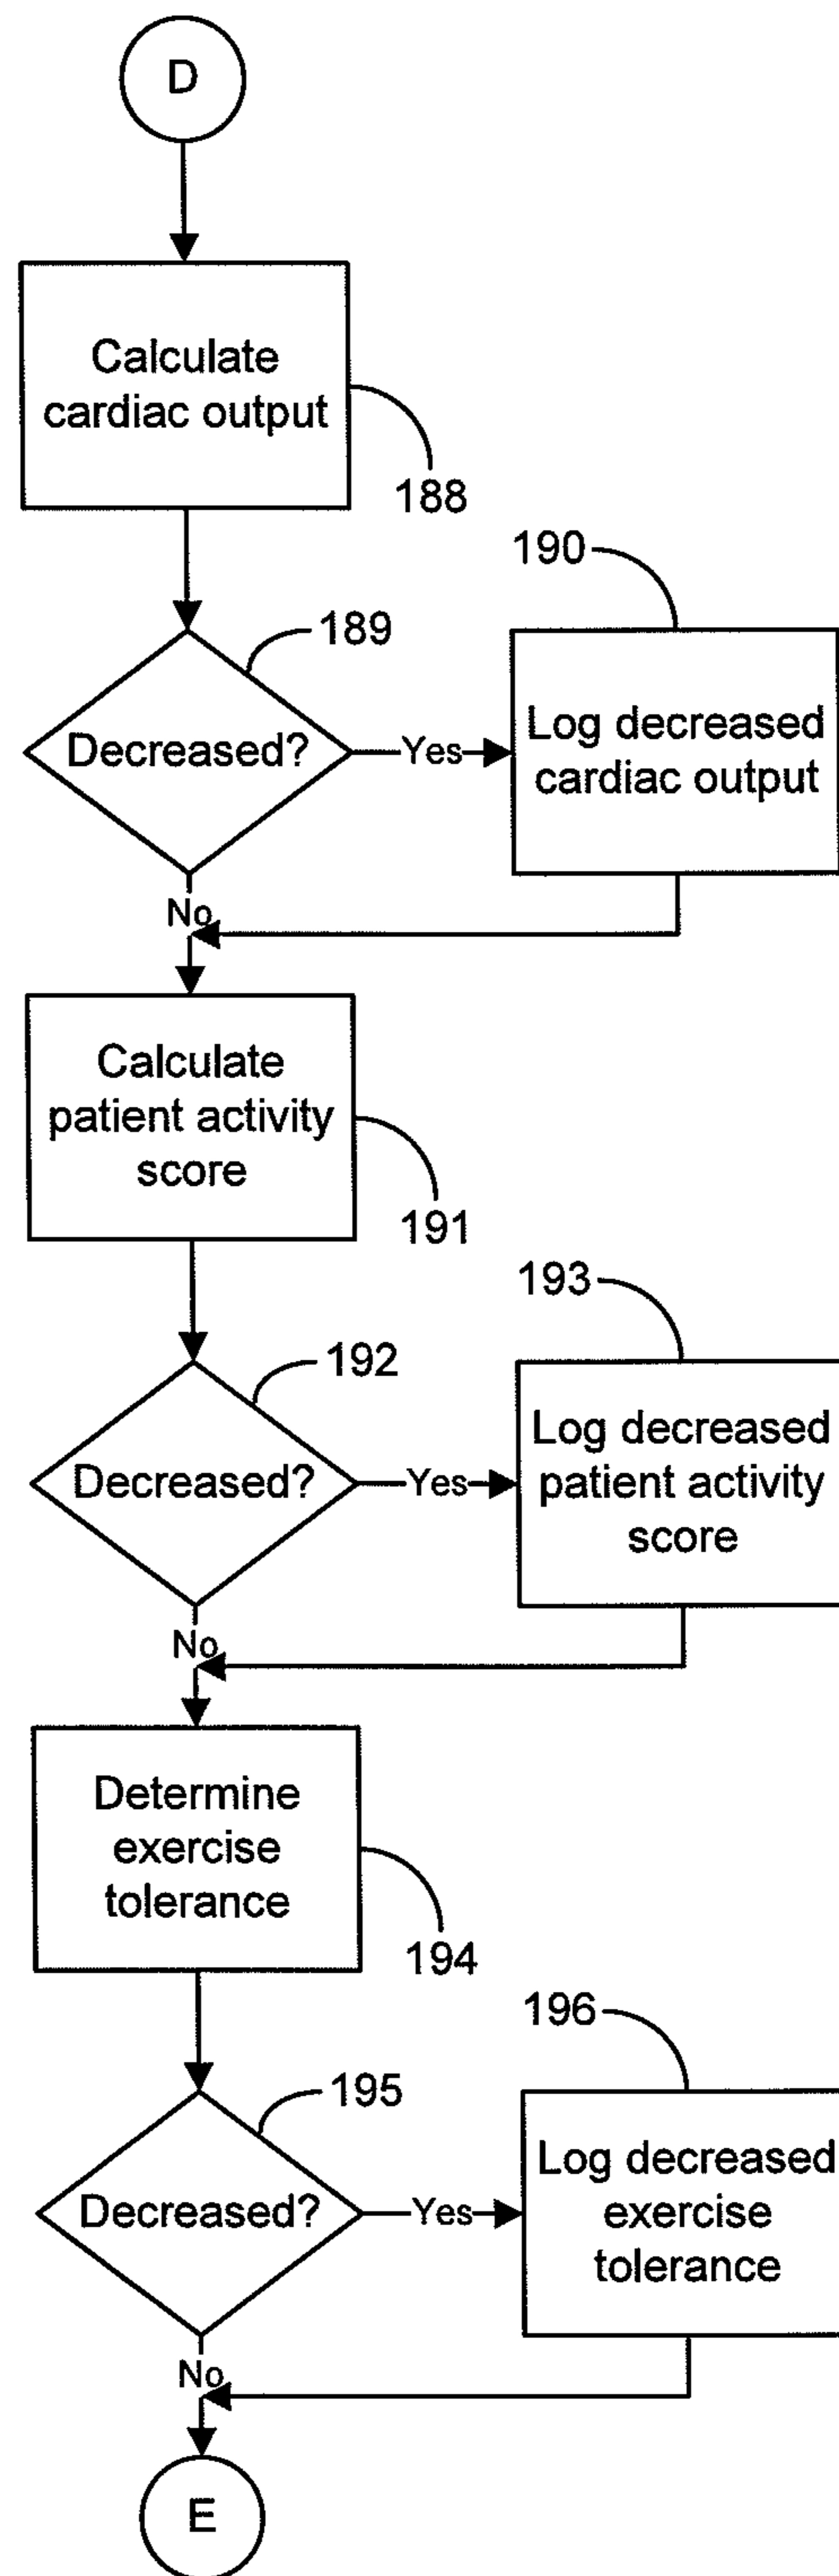 D
Calculate
cardiac output
188
190
189
Decreased?
Yes
Log decreased
cardiac output
No
Calculate
patient activity
score
191
193
192
Decreased?
Yes
Log decreased
patient activity
score
No
Determine
exercise
tolerance
194
196
195
Decreased?
Yes
Log decreased
exercise
tolerance
No
E